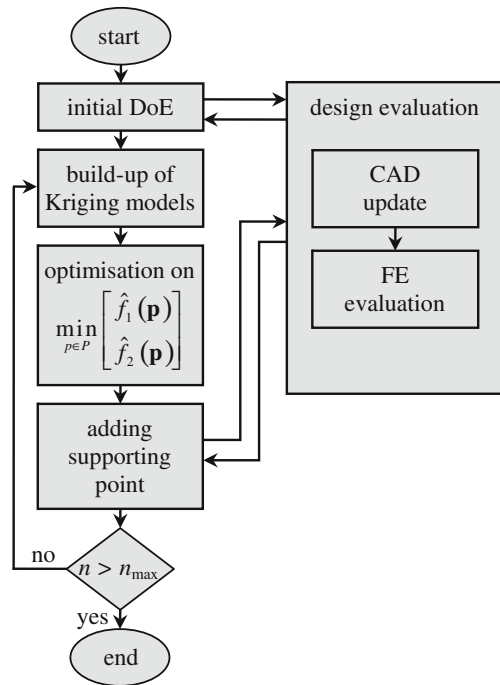 start
initial DoE
design evaluation
build-up of
Kriging models
CAD
update
optimisation on
min p∈P [ f̂₁(𝐩)
f̂₂(𝐩) ]
FE
evaluation
adding
supporting
point
no
n > n_max
yes
end